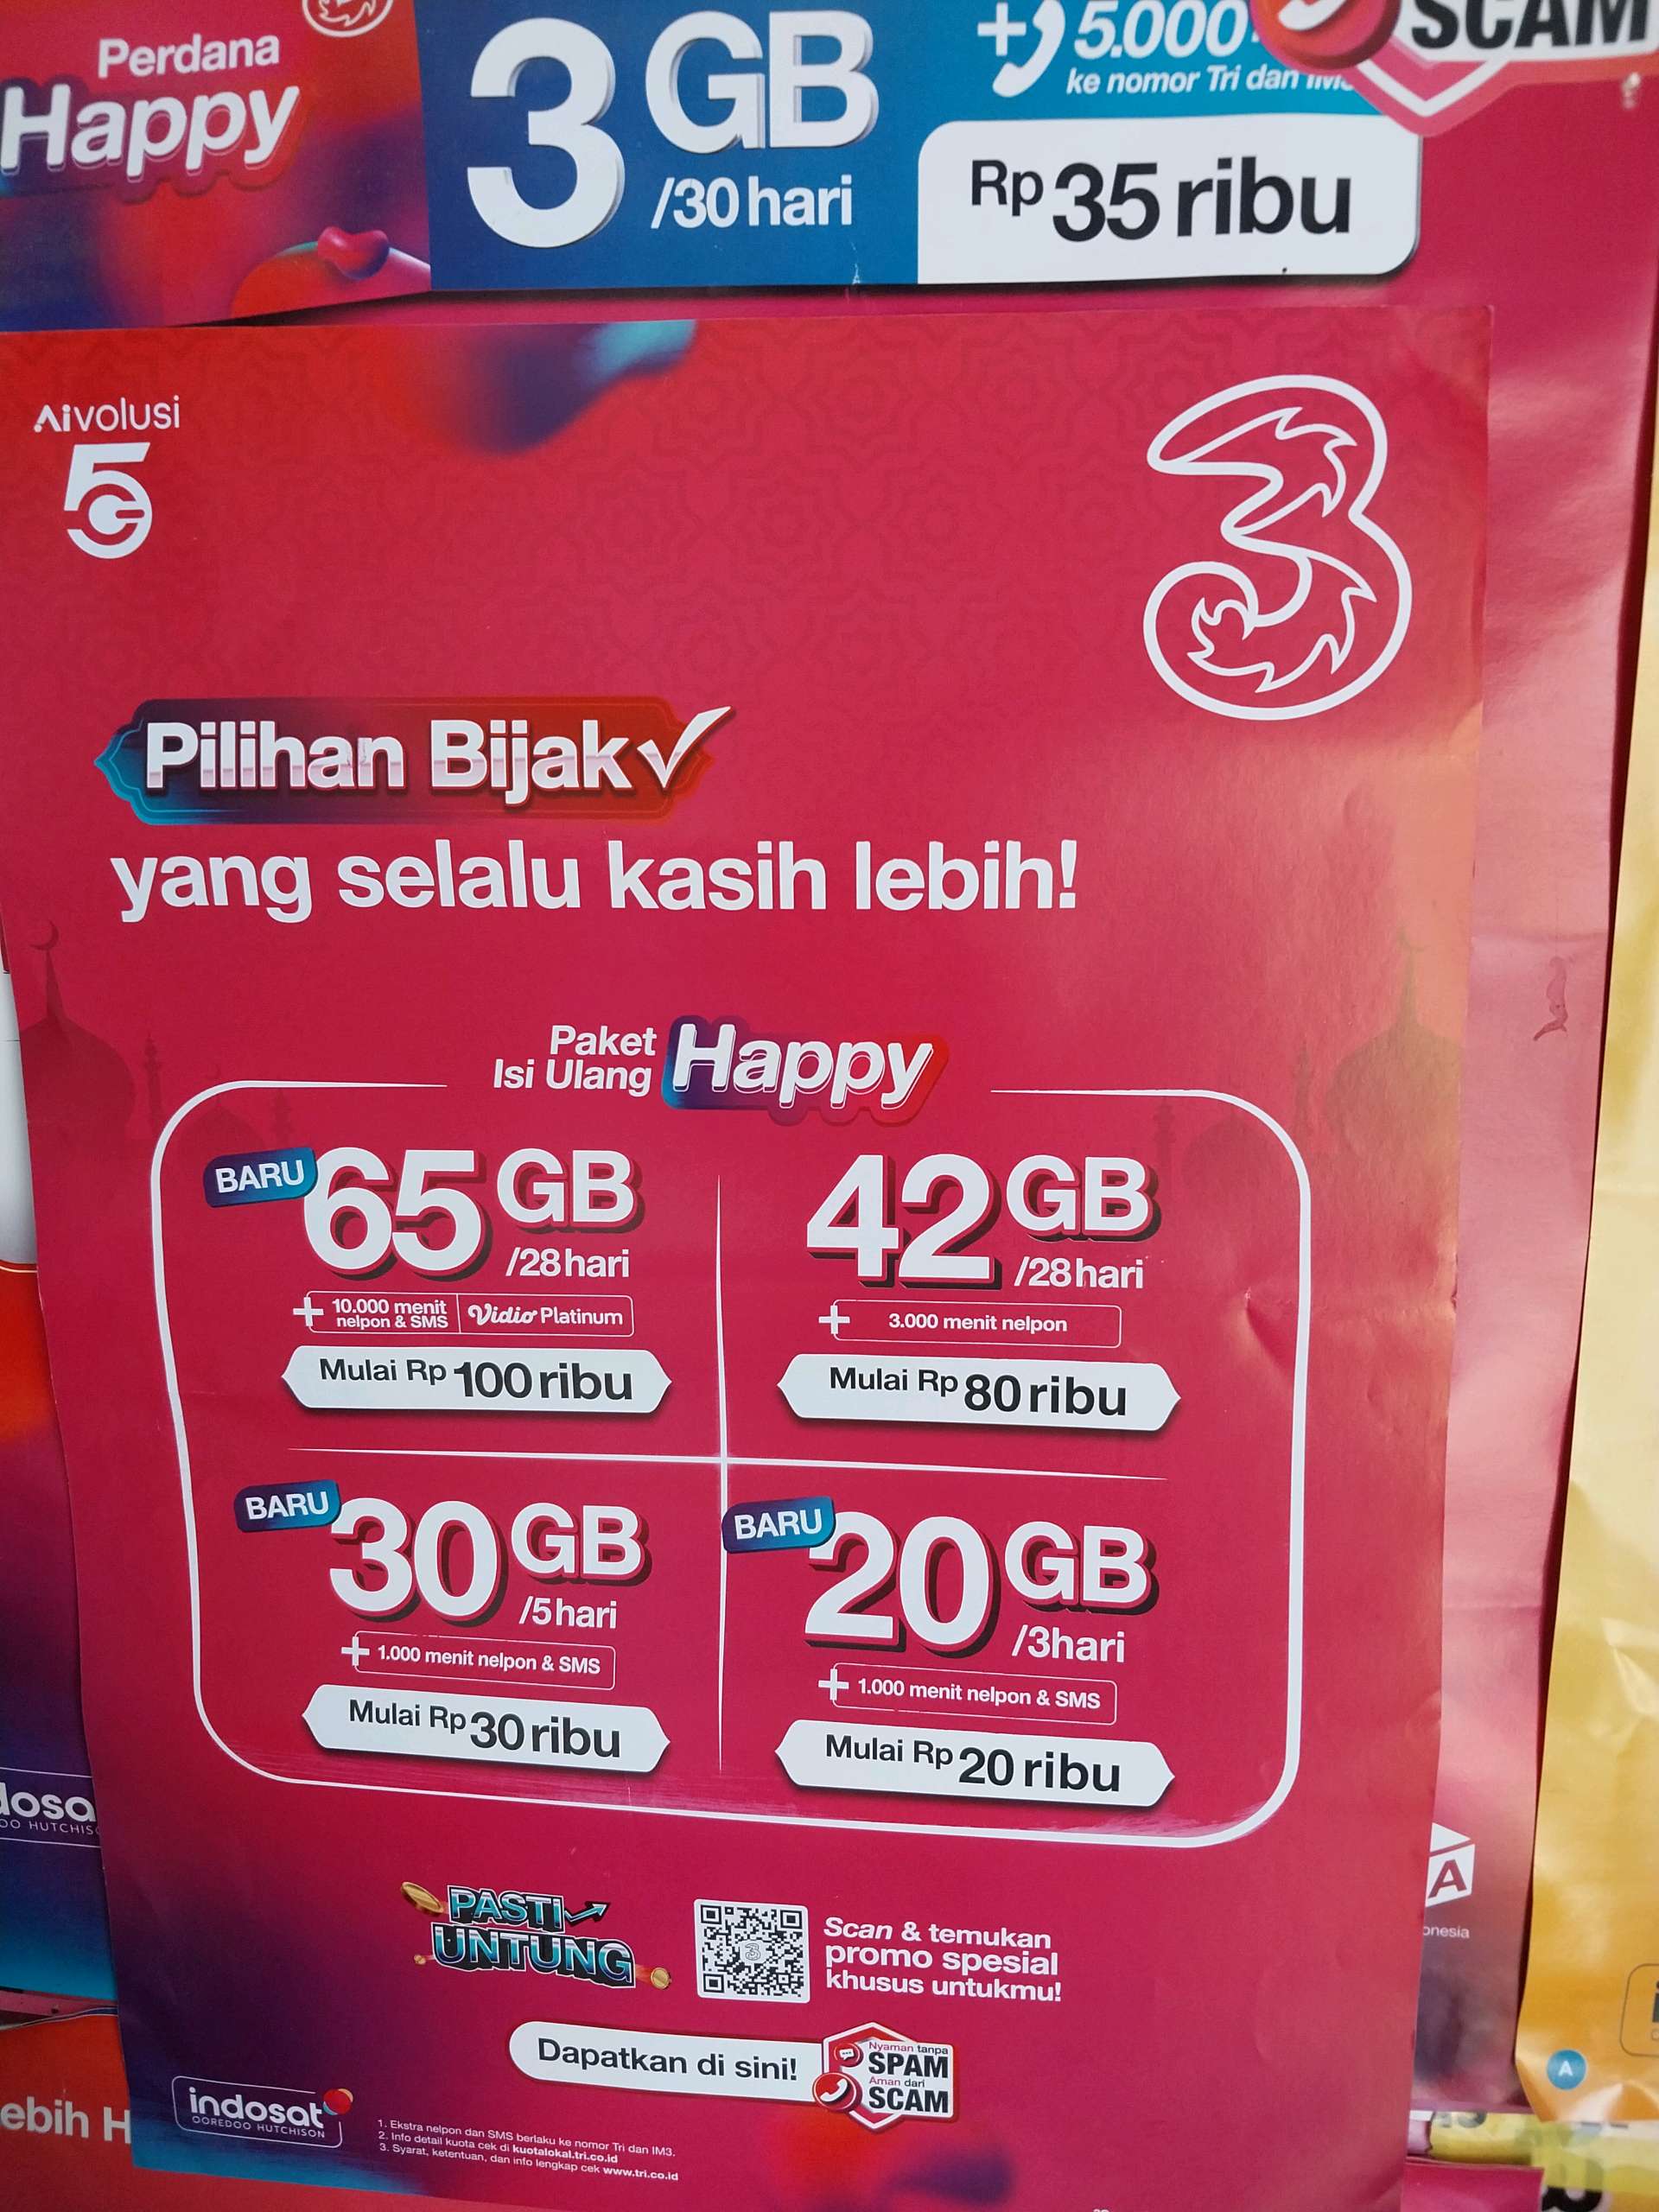 Perdana
Happy
3 GB
/30 hari
+ 5.000
ke nomor Tri dan
Rp 35 ribu
SCAM
Aivolusi
5G
3
Pilihan Bijak
yang selalu kasih lebih!
Paket
Isi Ulang
Happy
BARU
65 GB
/28 hari
+ 10.000 menit
nelpon & SMS
Vidio Platinum
Mulai Rp 100 ribu
42 GB
/28 hari
+ 3.000 menit nelpon
Mulai Rp 80 ribu
BARU
30 GB
/5 hari
+ 1.000 menit nelpon & SMS
Mulai Rp 30 ribu
BARU
20 GB
/3 hari
+ 1.000 menit nelpon & SMS
Mulai Rp 20 ribu
PASTI
UNTUNG
Scan & temukan
promo spesial
khusus untukmu!
Dapatkan di sini!
Nyaman tanpa
SPAM
Aman dari
SCAM
indosat
OOREDOO HUTCHISON
1. Ekstra nelpon dan SMS berlaku ke nomor Tri dan IM3.
2. Info detail kuota cek di kuotalokal.tri.co.id
3. Syarat, ketentuan, dan info lengkap cek www.tri.co.id
A
onesia
A
ebih H